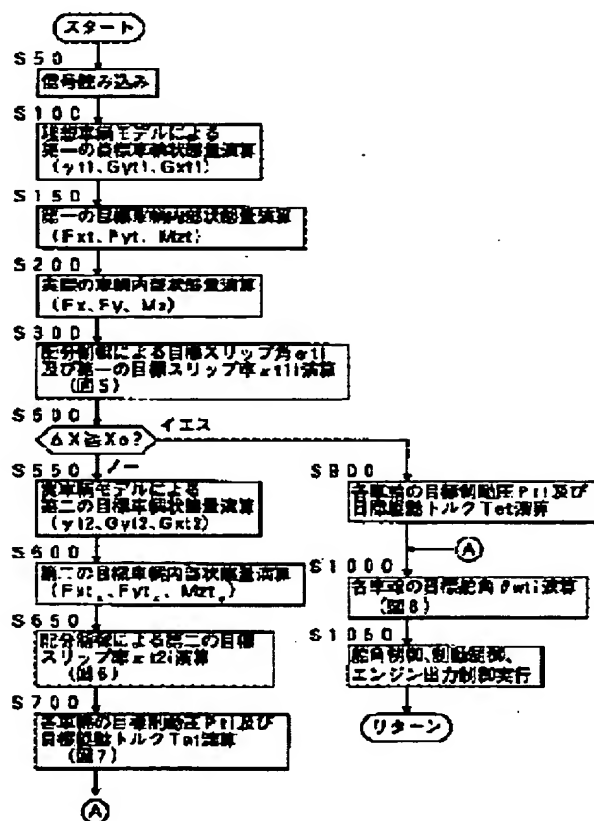 スタート
S50
信号読み込み
S100
理想車輌モデルによる
第一の目標車輌状態量演算
(γt1、Gyt1、Gxt1)
S150
第一の目標車輌内部状態量演算
(Fxt、Fyt、Mzt)
S200
実際の車輌内部状態量演算
(Fx、Fy、Mz)
S300
配分制御による目標スリップ角αti
及び第一の目標スリップ率κt1i演算
(図5)
S500
ΔX≧Xo?
イエス
ノー
S550
実車輌モデルによる
第二の目標車輌状態量演算
(γt2、Gyt2、Gxt2)
S600
第二の目標車輌内部状態量演算
S650
配分制御による第二の目標
スリップ率κt2i演算
(図6)
S700
各車輪の目標制動圧Pti及び
目標駆動トルクTet演算
(図7)
A
S800
各車輪の目標制動圧Pti及び
目標駆動トルクTet演算
A
S1000
各車輪の目標舵角θwti演算
(図8)
S1050
舵角制御、制動制御、
エンジン出力制御実行
リターン